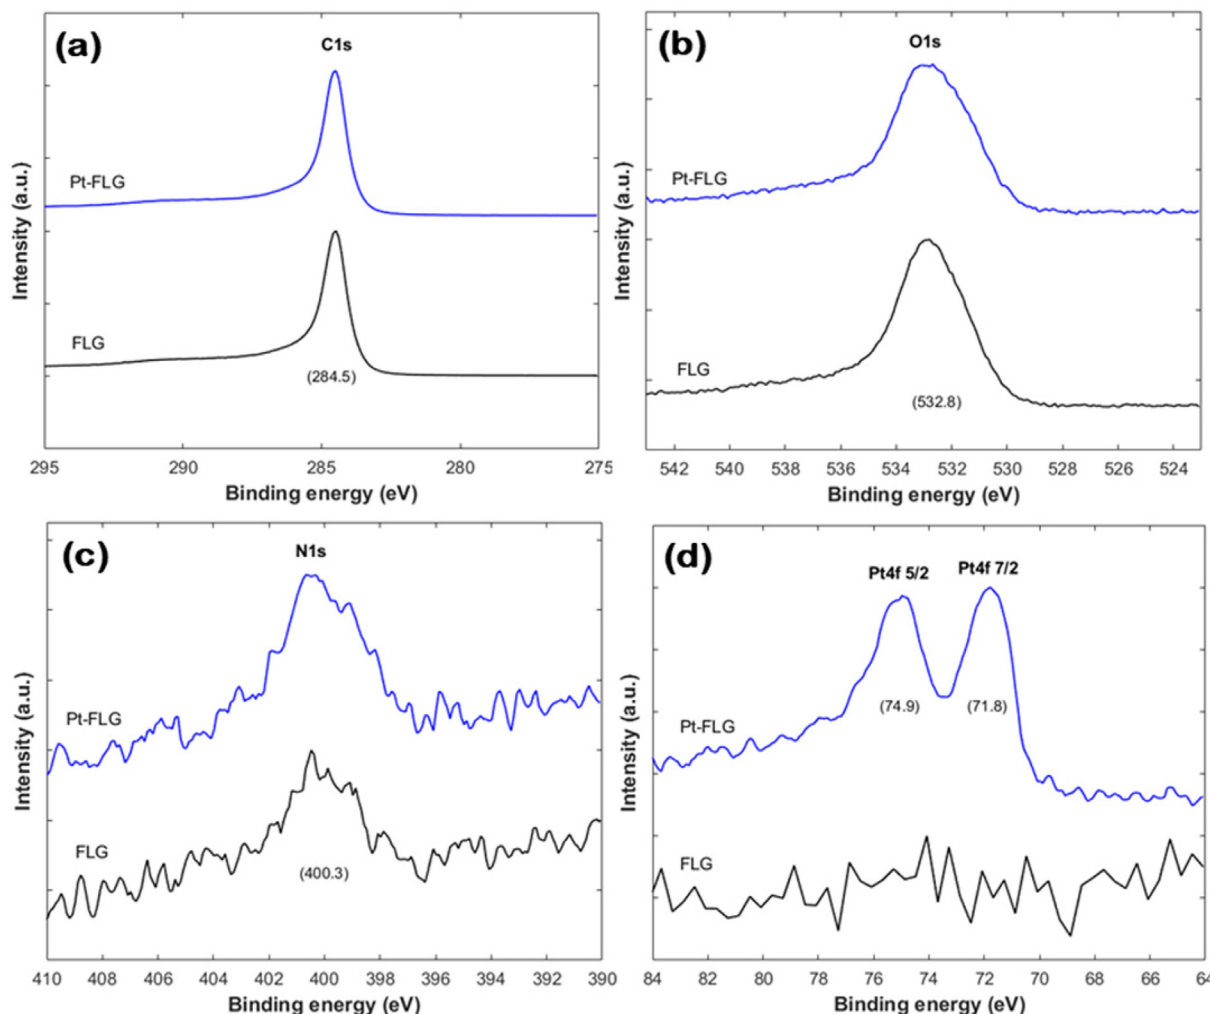 (a)
C1s
Pt-FLG
FLG
(284.5)
Intensity (a.u.)
295 290 285 280 275
Binding energy (eV)
(b)
O1s
Pt-FLG
FLG
(532.8)
Intensity (a.u.)
542 540 538 536 534 532 530 528 526 524
Binding energy (eV)
(c)
N1s
Pt-FLG
FLG
(400.3)
Intensity (a.u.)
410 408 406 404 402 400 398 396 394 392 390
Binding energy (eV)
(d)
Pt4f 5/2 Pt4f 7/2
(74.9) (71.8)
Pt-FLG
FLG
Intensity (a.u.)
84 82 80 78 76 74 72 70 68 66 64
Binding energy (eV)